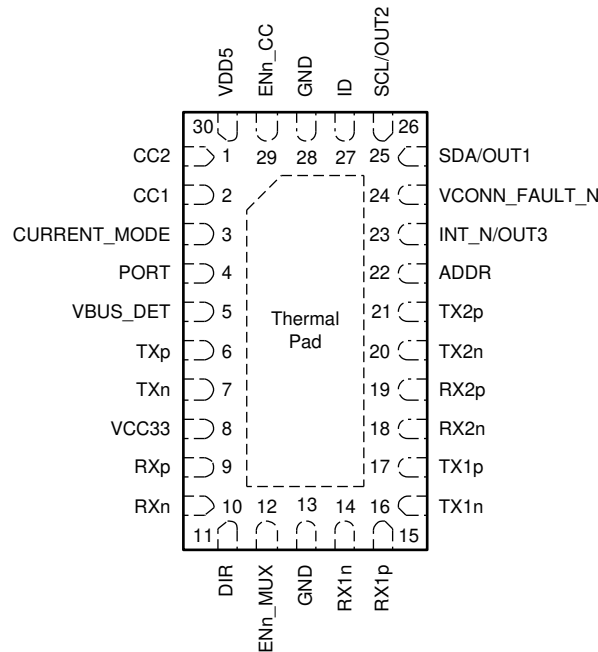 VDD5
ENn_CC
GND
ID
SCL/OUT2
30
26
CC2
1
29
28
27
25
SDA/OUT1
CC1
2
24
VCONN_FAULT_N
CURRENT_MODE
3
23
INT_N/OUT3
PORT
4
22
ADDR
VBUS_DET
5
21
TX2p
Thermal
Pad
TXp
6
20
TX2n
TXn
7
19
RX2p
VCC33
8
18
RX2n
RXp
9
17
TX1p
RXn
10
12
13
14
16
TX1n
11
15
DIR
ENn_MUX
GND
RX1n
RX1p